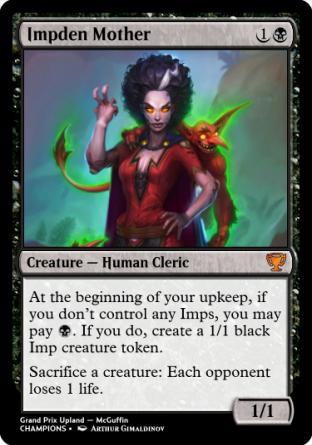 Impden Mother 1
Creature — Human Cleric
At the beginning of your upkeep, if
you don't control any Imps, you may
pay . If you do, create a 1/1 black
Imp creature token.
Sacrifice a creature: Each opponent
loses 1 life.
Grand Prix Upland — McGuffin
1/1
CHAMPIONS • Arthur Gimaldinov